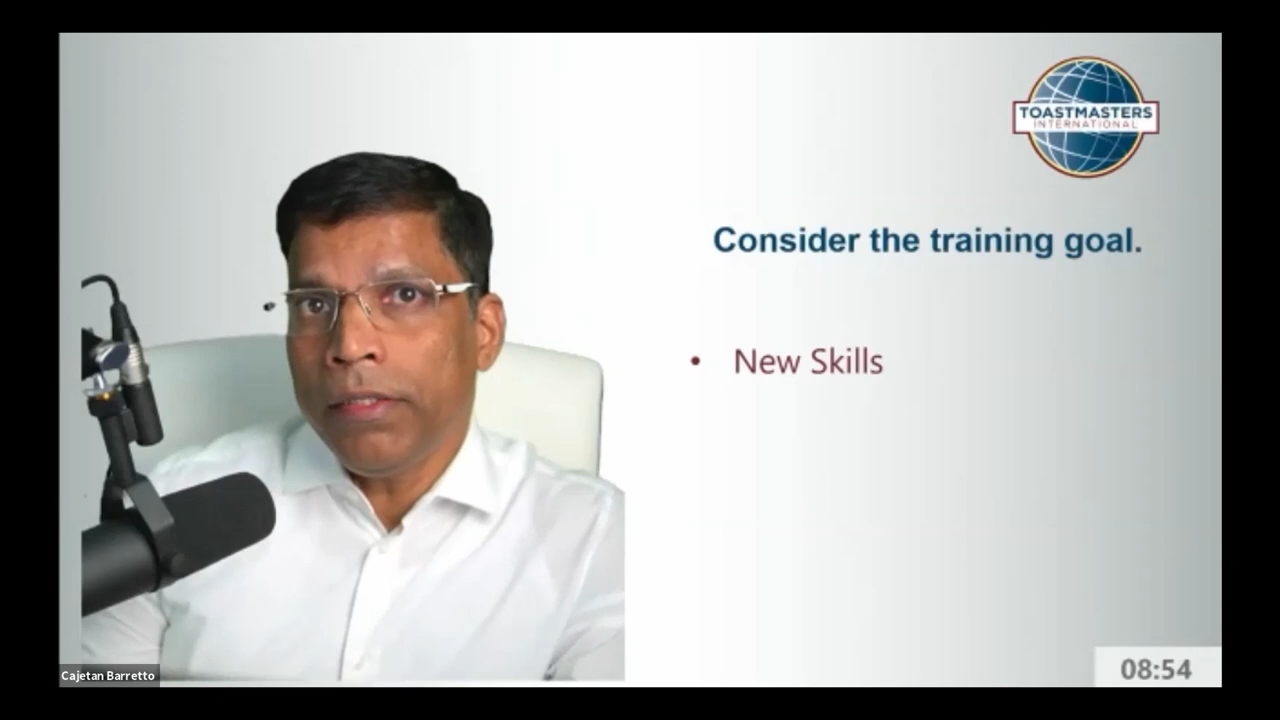 TOASTMASTERS
INTERNATIONAL
Consider the training goal.
• New Skills
Cajetan Barretto
08:54